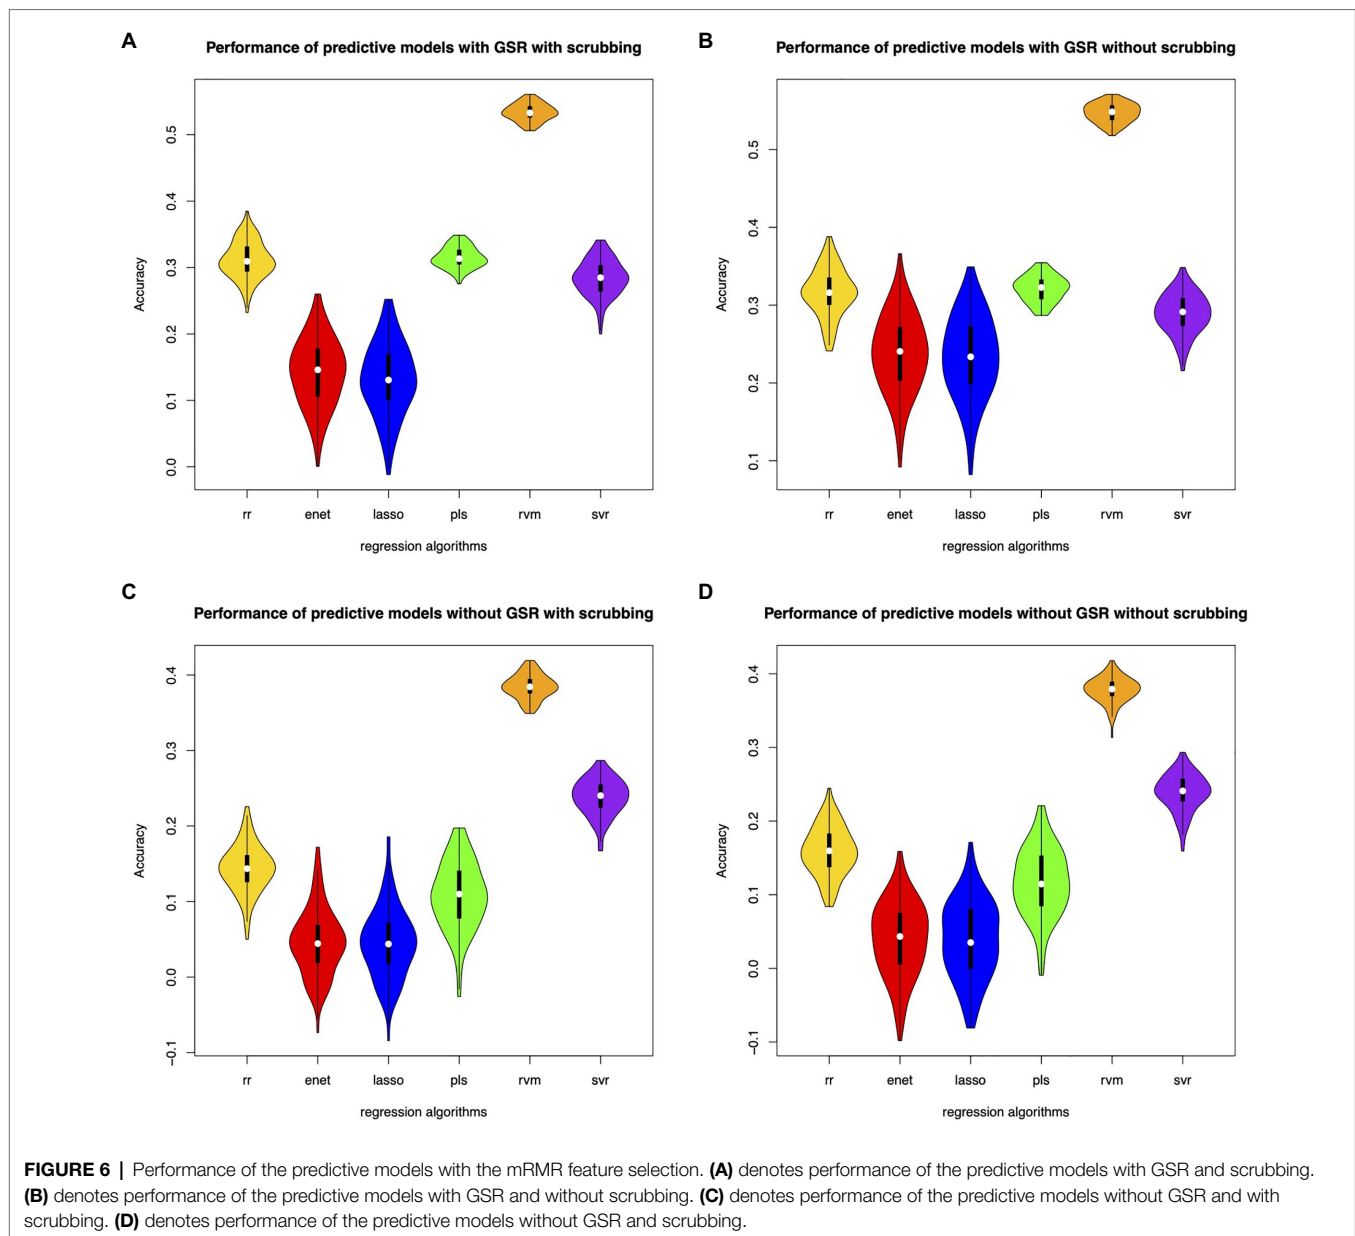 A
Performance of predictive models with GSR with scrubbing
Accuracy
0.5
0.4
0.3
0.2
0.1
0.0
rr enet lasso pls rvm svr
regression algorithms
B
Performance of predictive models with GSR without scrubbing
Accuracy
0.5
0.4
0.3
0.2
0.1
rr enet lasso pls rvm svr
regression algorithms
C
Performance of predictive models without GSR with scrubbing
Accuracy
0.4
0.3
0.2
0.1
0.0
−0.1
rr enet lasso pls rvm svr
regression algorithms
D
Performance of predictive models without GSR without scrubbing
Accuracy
0.4
0.3
0.2
0.1
0.0
−0.1
rr enet lasso pls rvm svr
regression algorithms
FIGURE 6 | Performance of the predictive models with the mRMR feature selection. (A) denotes performance of the predictive models with GSR and scrubbing.
(B) denotes performance of the predictive models with GSR and without scrubbing. (C) denotes performance of the predictive models without GSR and with
scrubbing. (D) denotes performance of the predictive models without GSR and scrubbing.